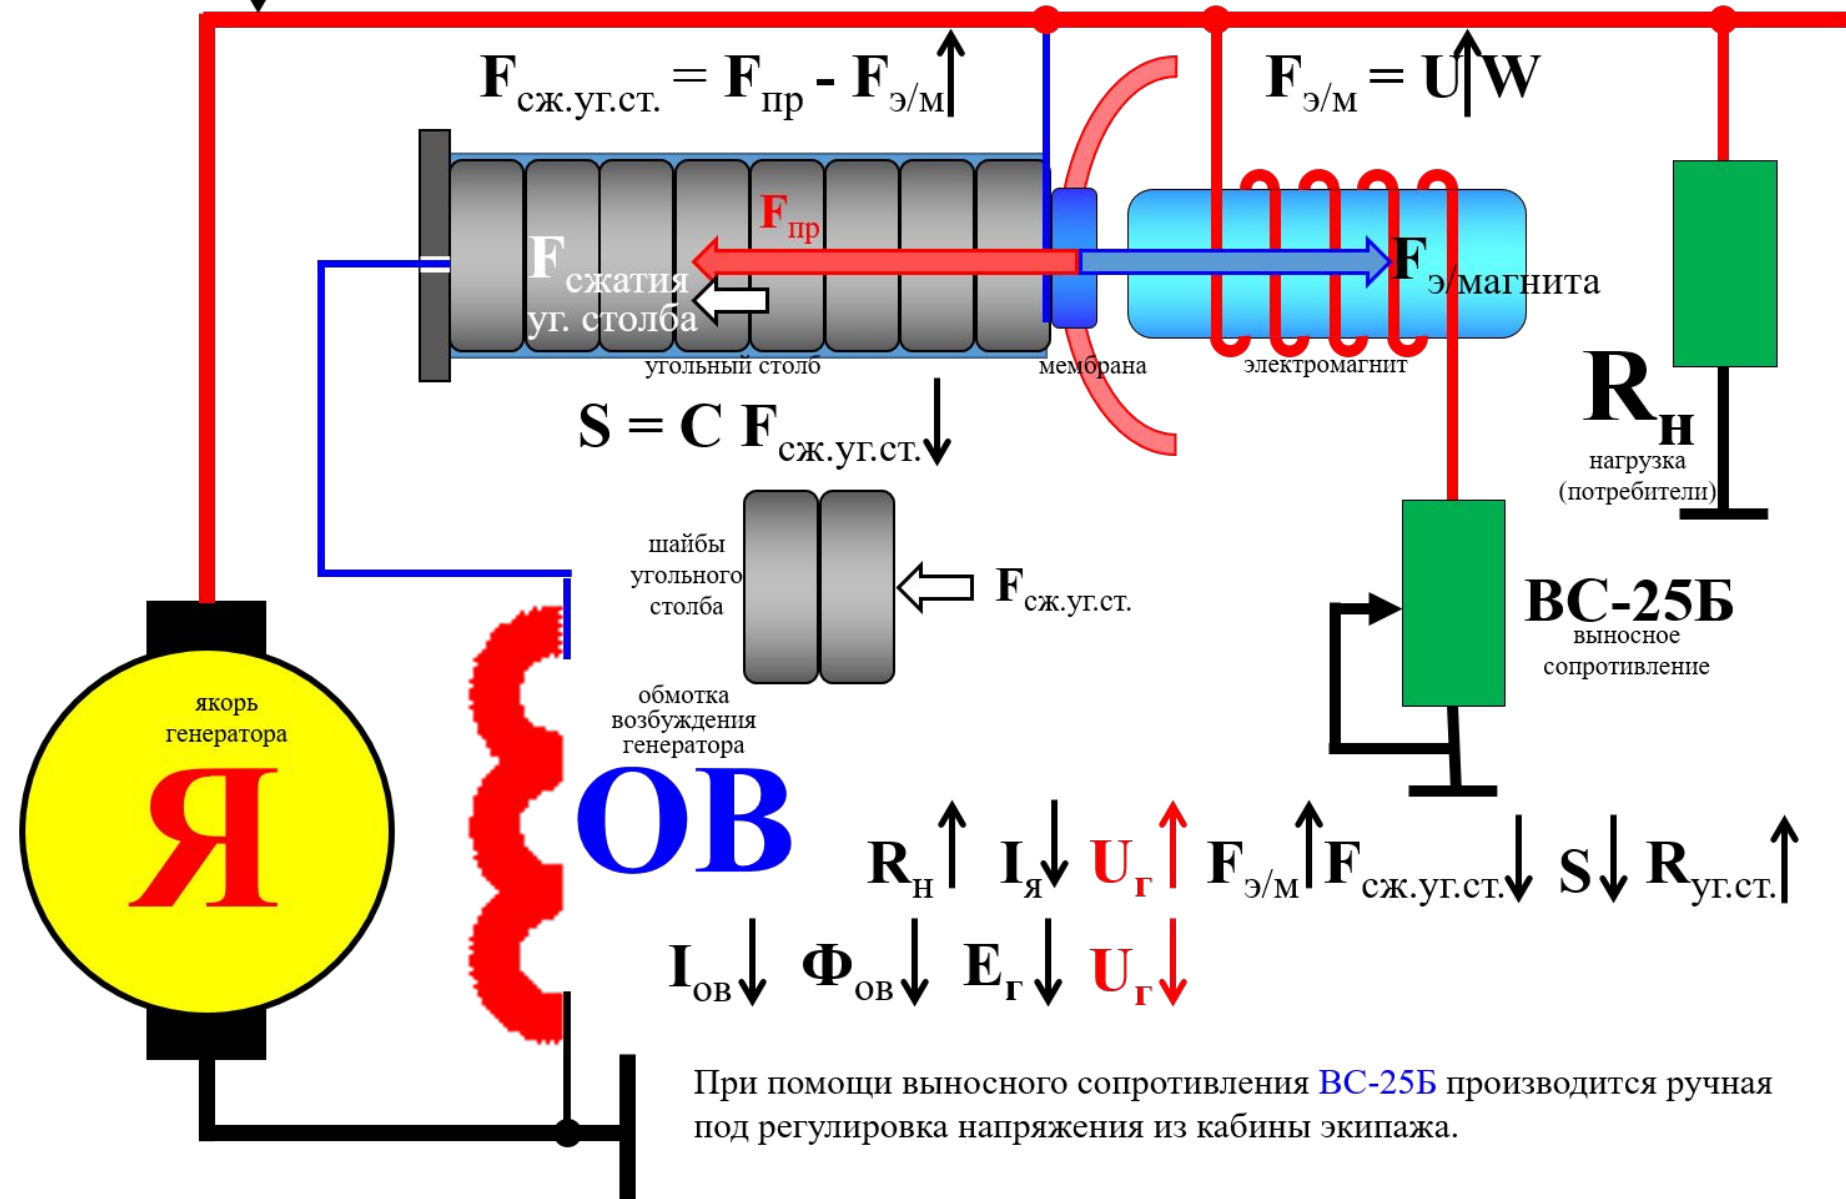 Fсж.уг.ст. = Fпр - Fэ/м↑
Fэ/м = U↑W
Fпр
Fсжатия
уг. столба
Fэ/магнита
угольный столб
мембрана
электромагнит
S = C Fсж.уг.ст.↓
Rн
нагрузка
(потребители)
шайбы
угольного
столба
Fсж.уг.ст.
ВС-25Б
выносное
сопротивление
якорь
генератора
Я
обмотка
возбуждения
генератора
ОВ
Rн↑ Iя↓ Uг↑ Fэ/м↑ Fсж.уг.ст.↓ S↓ Rуг.ст.↑
Iов↓ Фов↓ Eг↓ Uг↓
При помощи выносного сопротивления ВС-25Б производится ручная
под регулировка напряжения из кабины экипажа.